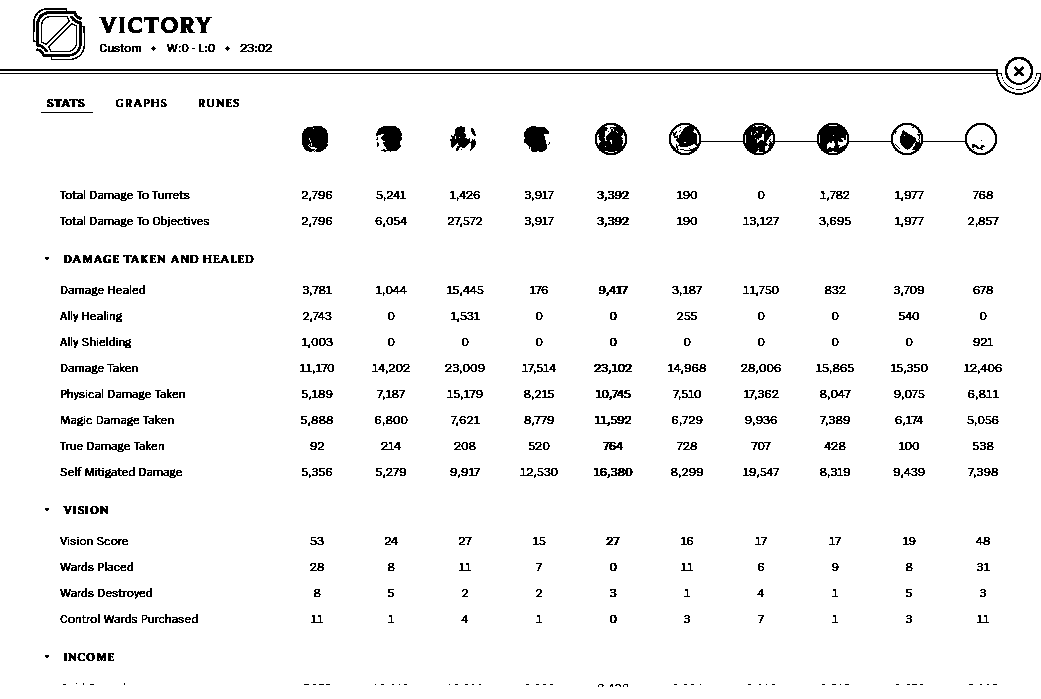 VICTORY
Custom • W:0 - L:0 • 23:02
STATS GRAPHS RUNES
Total Damage To Turrets 2,796 5,241 1,426 3,917 3,392 190 0 1,782 1,977 768
Total Damage To Objectives 2,796 6,054 27,572 3,917 3,392 190 13,127 3,695 1,977 2,857
DAMAGE TAKEN AND HEALED
Damage Healed 3,781 1,044 15,445 176 9,417 3,187 11,750 832 3,709 678
Ally Healing 2,743 0 1,531 0 0 255 0 0 540 0
Ally Shielding 1,003 0 0 0 0 0 0 0 0 921
Damage Taken 11,170 14,202 23,009 17,514 23,102 14,968 28,006 15,865 15,350 12,406
Physical Damage Taken 5,189 7,187 15,179 8,215 10,745 7,510 17,362 8,047 9,075 6,811
Magic Damage Taken 5,888 6,800 7,621 8,779 11,592 6,729 9,936 7,389 6,174 5,056
True Damage Taken 92 214 208 520 764 728 707 428 100 538
Self Mitigated Damage 5,356 5,279 9,917 12,530 16,380 8,299 19,547 8,319 9,439 7,398
VISION
Vision Score 53 24 27 15 27 16 17 17 19 48
Wards Placed 28 8 11 7 0 11 6 9 8 31
Wards Destroyed 8 5 2 2 3 1 4 1 5 3
Control Wards Purchased 11 1 4 1 0 3 7 1 3 11
INCOME